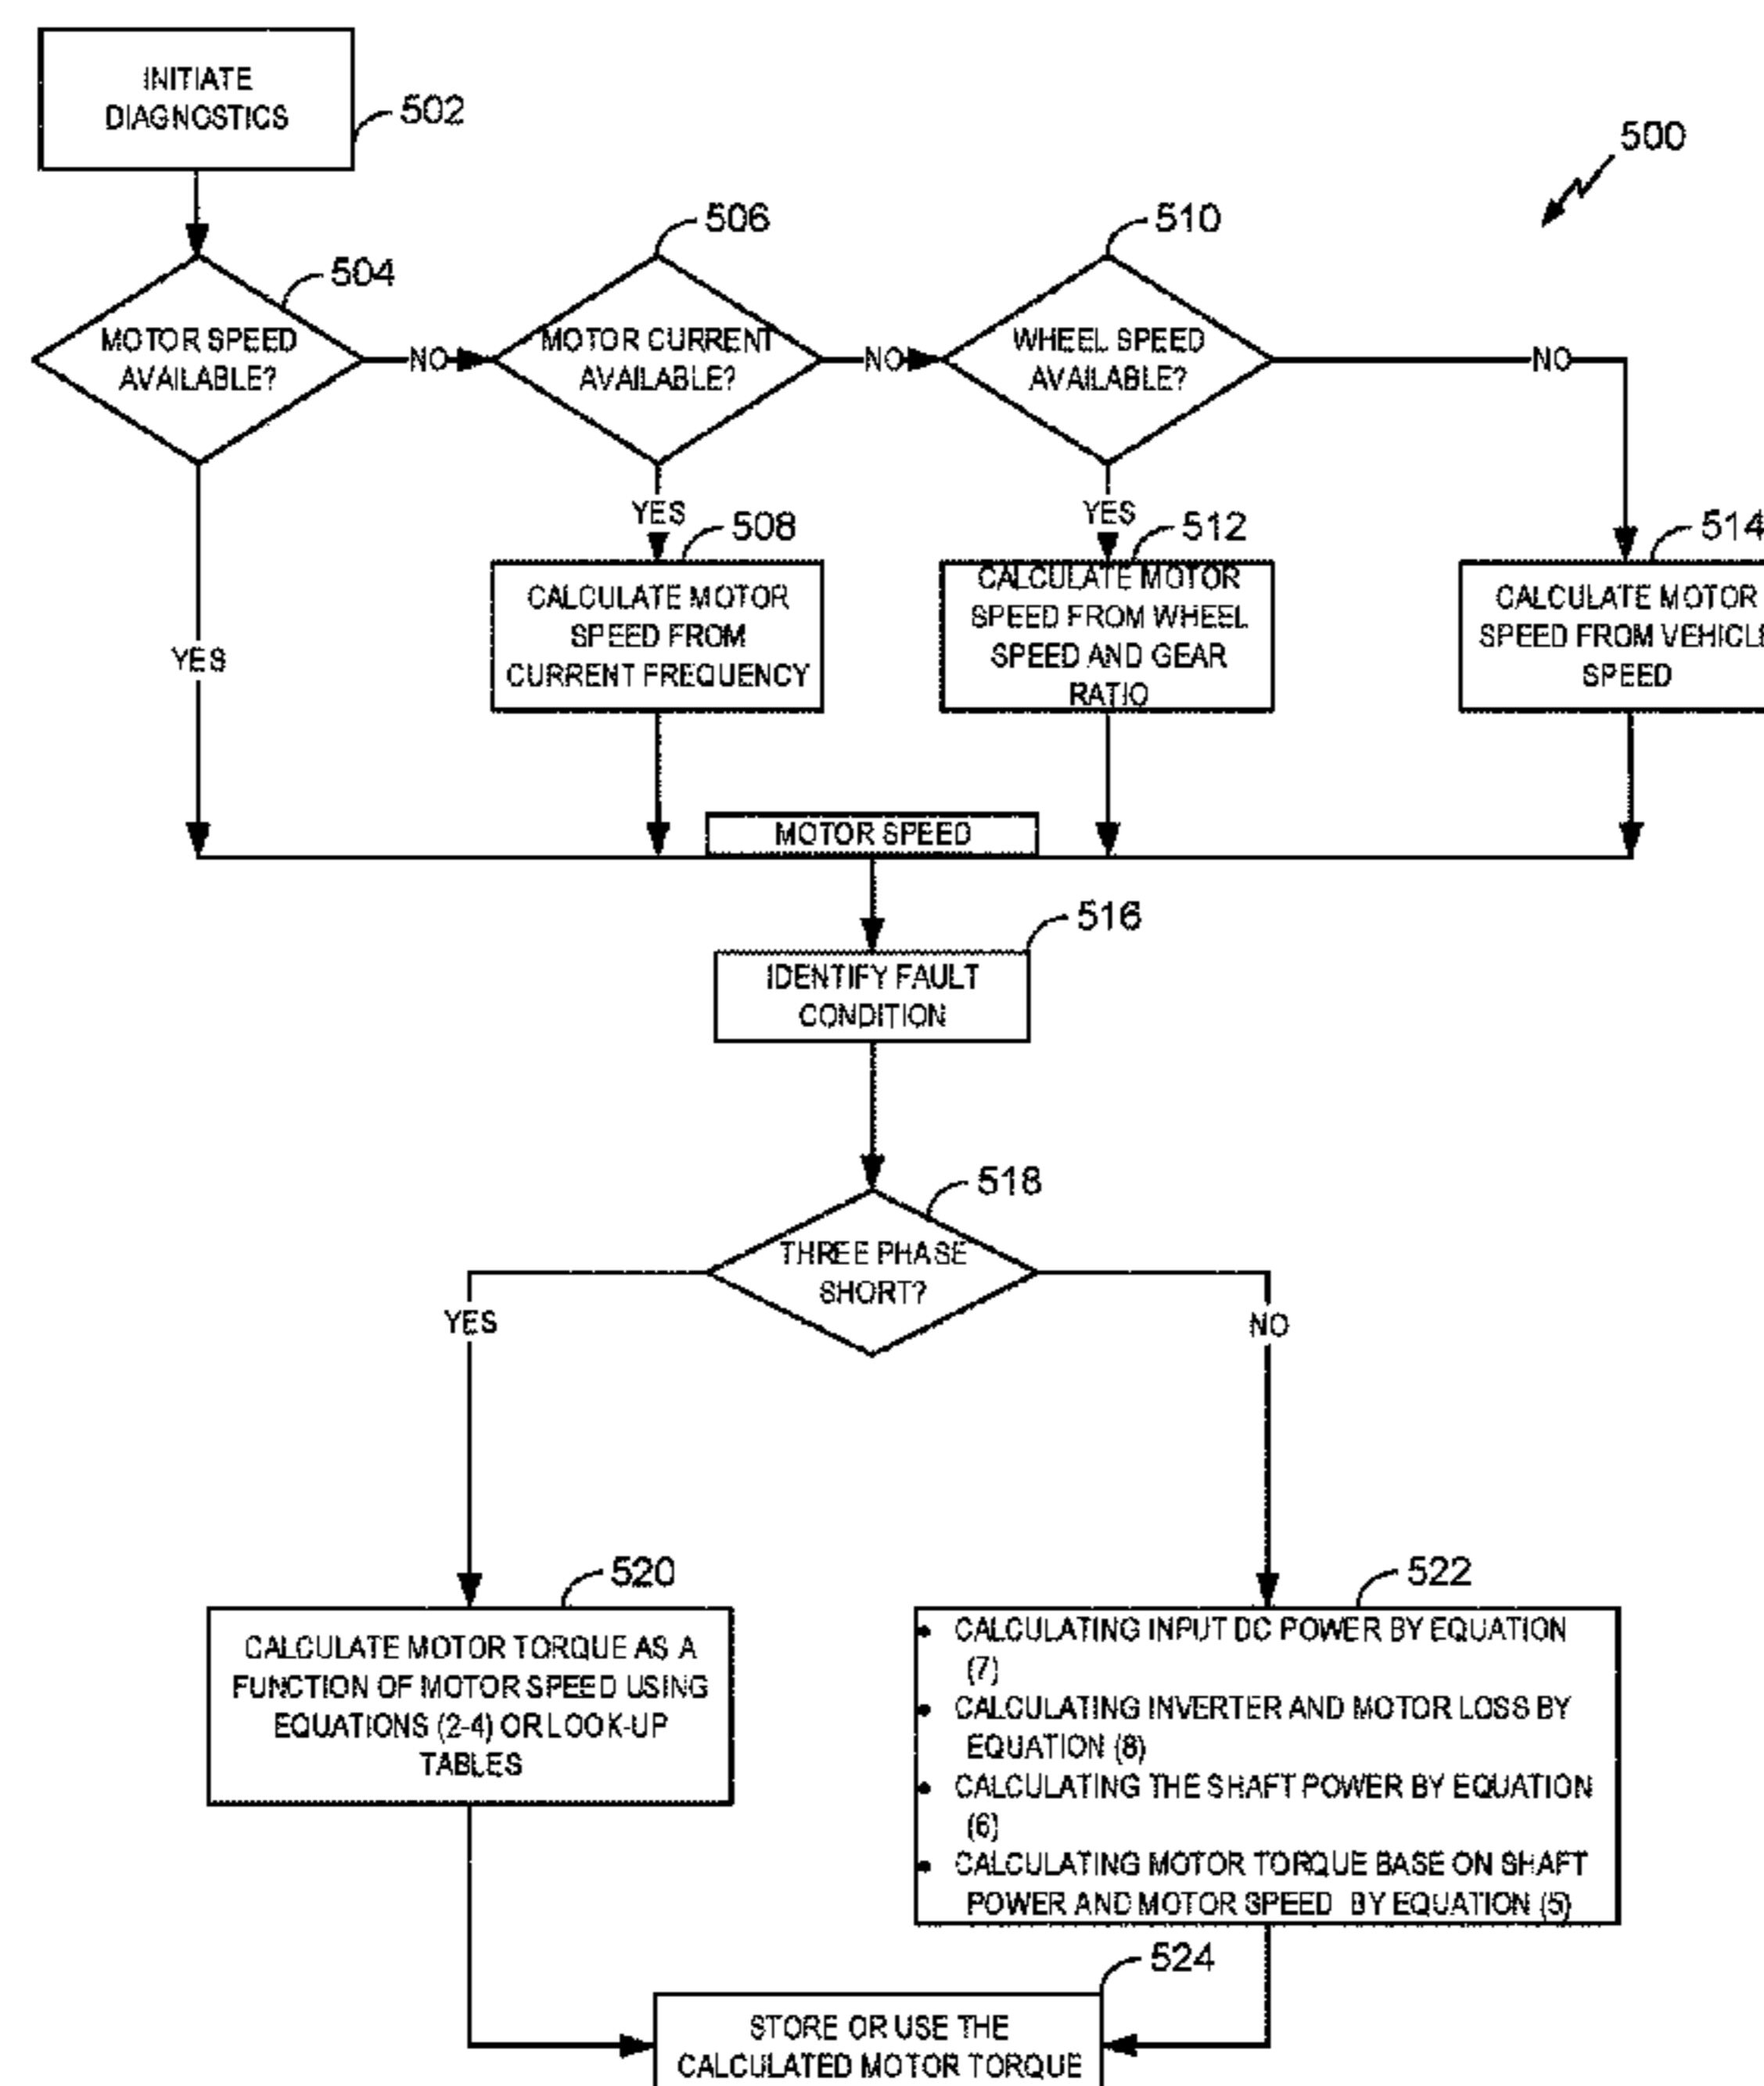 INITIATE
DIAGNOSTICS
502
500
504
MOTOR SPEED
AVAILABLE?
NO
506
MOTOR CURRENT
AVAILABLE?
NO
510
WHEEL SPEED
AVAILABLE?
NO
YES
YES
YES
508
CALCULATE MOTOR
SPEED FROM
CURRENT FREQUENCY
512
CALCULATE MOTOR
SPEED FROM WHEEL
SPEED AND GEAR
RATIO
514
CALCULATE MOTOR
SPEED FROM VEHICLE
SPEED
MOTOR SPEED
516
IDENTIFY FAULT
CONDITION
518
THREE PHASE
SHORT?
YES
NO
520
CALCULATE MOTOR TORQUE AS A
FUNCTION OF MOTOR SPEED USING
EQUATIONS (2-4) OR LOOK-UP
TABLES
522
• CALCULATING INPUT DC POWER BY EQUATION
(7)
• CALCULATING INVERTER AND MOTOR LOSS BY
EQUATION (8)
• CALCULATING THE SHAFT POWER BY EQUATION
(6)
• CALCULATING MOTOR TORQUE BASE ON SHAFT
POWER AND MOTOR SPEED BY EQUATION (5)
524
STORE OR USE THE
CALCULATED MOTOR TORQUE